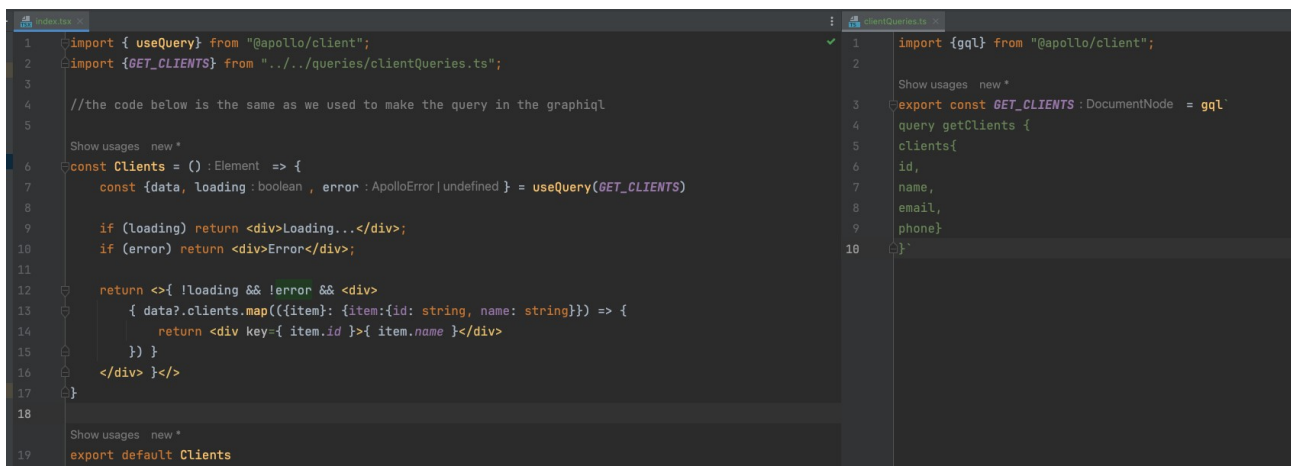 index.tsx
1 import { useQuery} from "@apollo/client";
2 import {GET_CLIENTS} from "../../queries/clientQueries.ts";
3
4 //the code below is the same as we used to make the query in the graphiql
5
Show usages new *
6 const Clients = () : Element => {
7 const {data, loading : boolean , error : ApolloError | undefined } = useQuery(GET_CLIENTS)
8
9 if (loading) return <div>Loading...</div>;
10 if (error) return <div>Error</div>;
11
12 return <>{ !loading && !error && <div>
13 { data?.clients.map(({item}: {item:{id: string, name: string}}) => {
14 return <div key={ item.id }>{ item.name }</div>
15 }) }
16 </div> }</>
17 }
18
Show usages new *
19 export default Clients
clientQueries.ts
1 import {gql} from "@apollo/client";
2
Show usages new *
3 export const GET_CLIENTS : DocumentNode = gql`
4 query getClients {
5 clients{
6 id,
7 name,
8 email,
9 phone}
10 }`